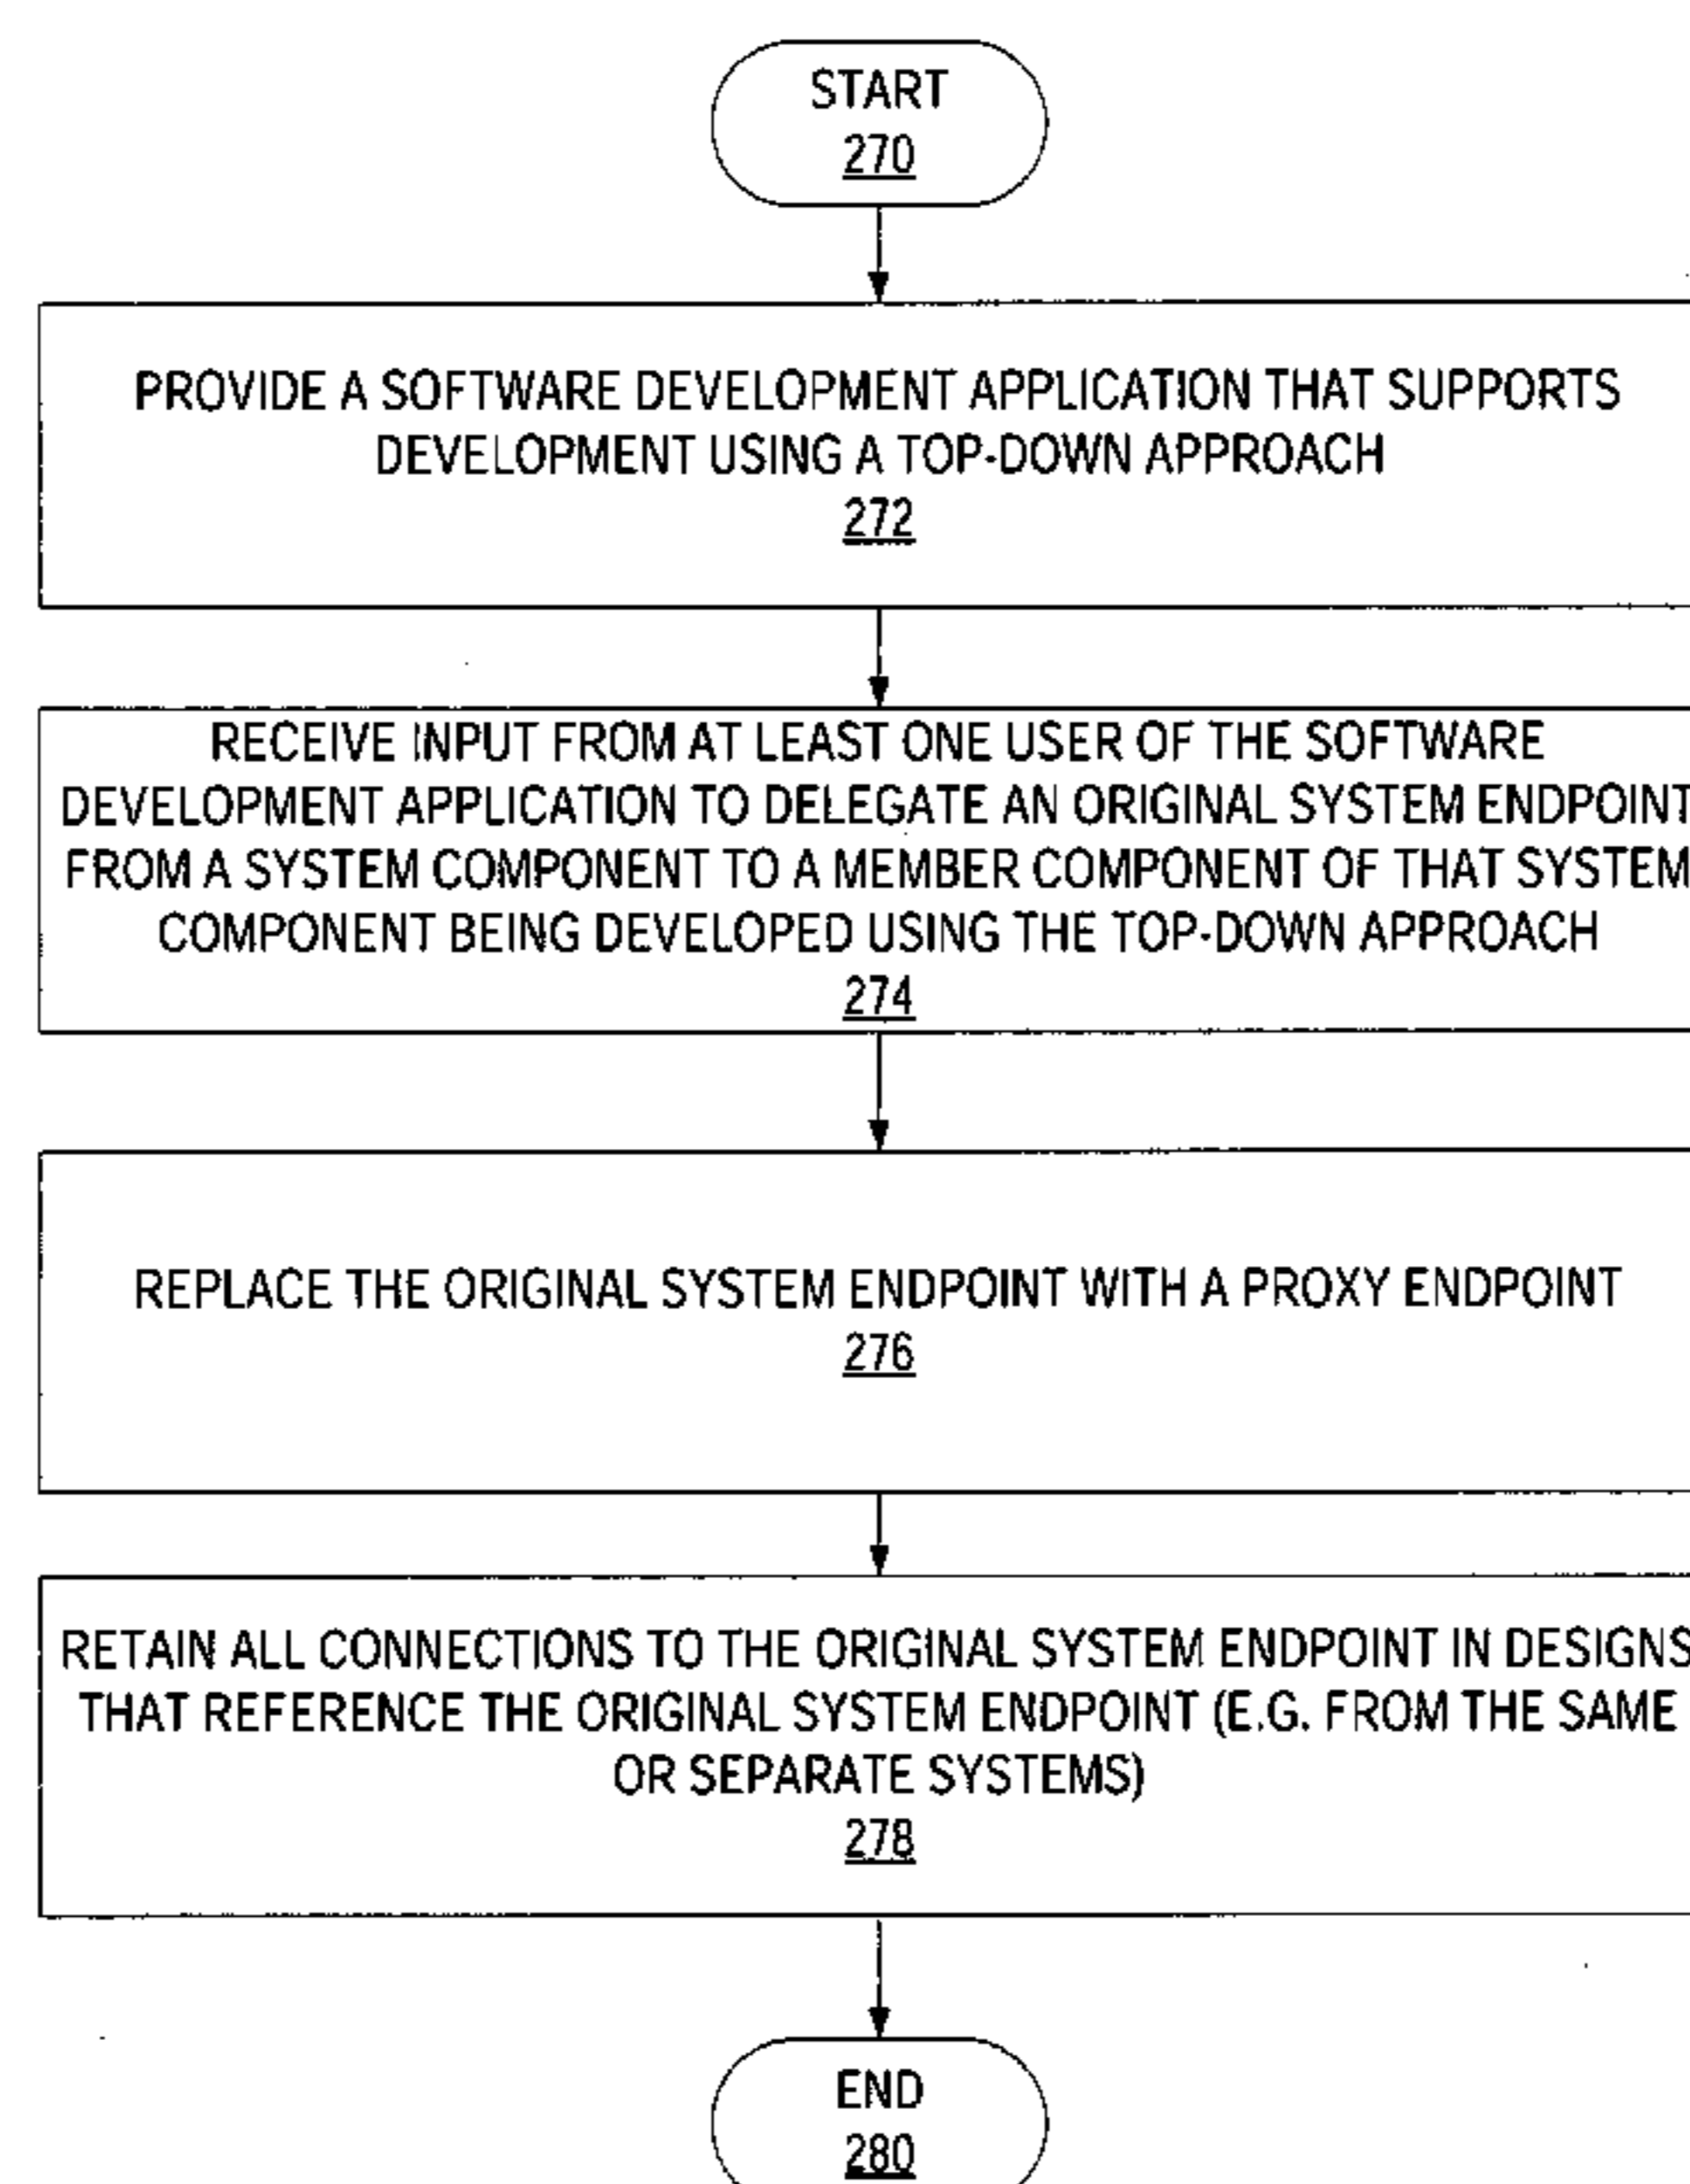 START
270
PROVIDE A SOFTWARE DEVELOPMENT APPLICATION THAT SUPPORTS
DEVELOPMENT USING A TOP-DOWN APPROACH
272
RECEIVE INPUT FROM AT LEAST ONE USER OF THE SOFTWARE
DEVELOPMENT APPLICATION TO DELEGATE AN ORIGINAL SYSTEM ENDPOINT
FROM A SYSTEM COMPONENT TO A MEMBER COMPONENT OF THAT SYSTEM
COMPONENT BEING DEVELOPED USING THE TOP-DOWN APPROACH
274
REPLACE THE ORIGINAL SYSTEM ENDPOINT WITH A PROXY ENDPOINT
276
RETAIN ALL CONNECTIONS TO THE ORIGINAL SYSTEM ENDPOINT IN DESIGNS
THAT REFERENCE THE ORIGINAL SYSTEM ENDPOINT (E.G. FROM THE SAME
OR SEPARATE SYSTEMS)
278
END
280